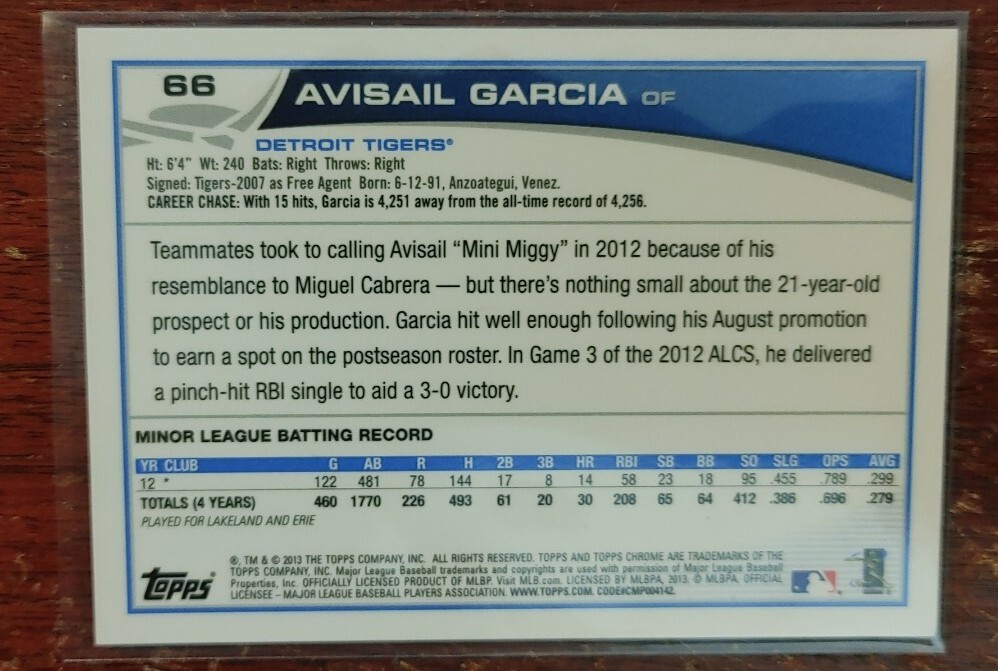 66
AVISAIL GARCIA OF
DETROIT TIGERS®
Ht: 6'4" Wt: 240 Bats: Right Throws: Right
Signed: Tigers-2007 as Free Agent Born: 6-12-91, Anzoategui, Venez.
CAREER CHASE: With 15 hits, Garcia is 4,251 away from the all-time record of 4,256.
Teammates took to calling Avisail “Mini Miggy” in 2012 because of his
resemblance to Miguel Cabrera — but there's nothing small about the 21-year-old
prospect or his production. Garcia hit well enough following his August promotion
to earn a spot on the postseason roster. In Game 3 of the 2012 ALCS, he delivered
a pinch-hit RBI single to aid a 3-0 victory.
MINOR LEAGUE BATTING RECORD
YR CLUB G AB R H 2B 3B HR RBI SB BB SO SLG OPS AVG
12 * 122 481 78 144 17 8 14 58 23 18 95 .455 .789 .299
TOTALS (4 YEARS) 460 1770 226 493 61 20 30 208 65 64 412 .386 .696 .279
PLAYED FOR LAKELAND AND ERIE
®, TM & © 2013 THE TOPPS COMPANY, INC. ALL RIGHTS RESERVED. TOPPS AND TOPPS CHROME ARE TRADEMARKS OF THE
TOPPS COMPANY, INC. Major League Baseball trademarks and copyrights are used with permission of Major League Baseball
Properties, Inc. OFFICIALLY LICENSED PRODUCT OF MLBP. Visit MLB.com. LICENSED BY MLBPA, 2013. © MLBPA, OFFICIAL
LICENSEE – MAJOR LEAGUE BASEBALL PLAYERS ASSOCIATION. WWW.TOPPS.COM. CODE#CMP004142.
Topps®